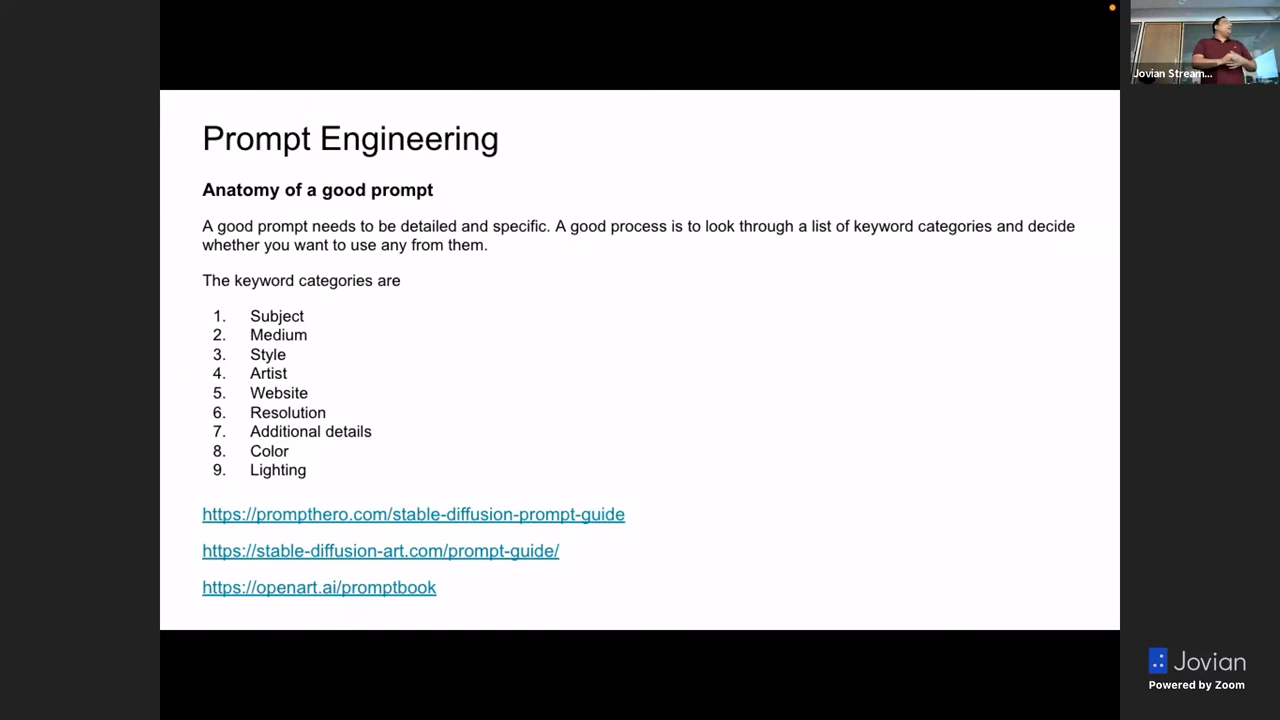 Jovian Stream...
Prompt Engineering
Anatomy of a good prompt
A good prompt needs to be detailed and specific. A good process is to look through a list of keyword categories and decide
whether you want to use any from them.
The keyword categories are
1. Subject
2. Medium
3. Style
4. Artist
5. Website
6. Resolution
7. Additional details
8. Color
9. Lighting
https://prompthero.com/stable-diffusion-prompt-guide
https://stable-diffusion-art.com/prompt-guide/
https://openart.ai/promptbook
Jovian
Powered by Zoom